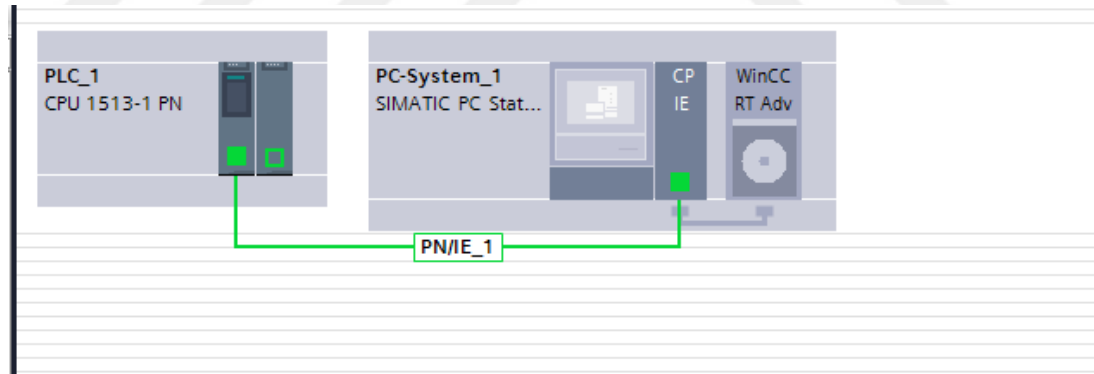 PLC_1
CPU 1513-1 PN
PC-System_1
SIMATIC PC Stat...
CP
IE
WinCC
RT Adv
PN/IE_1